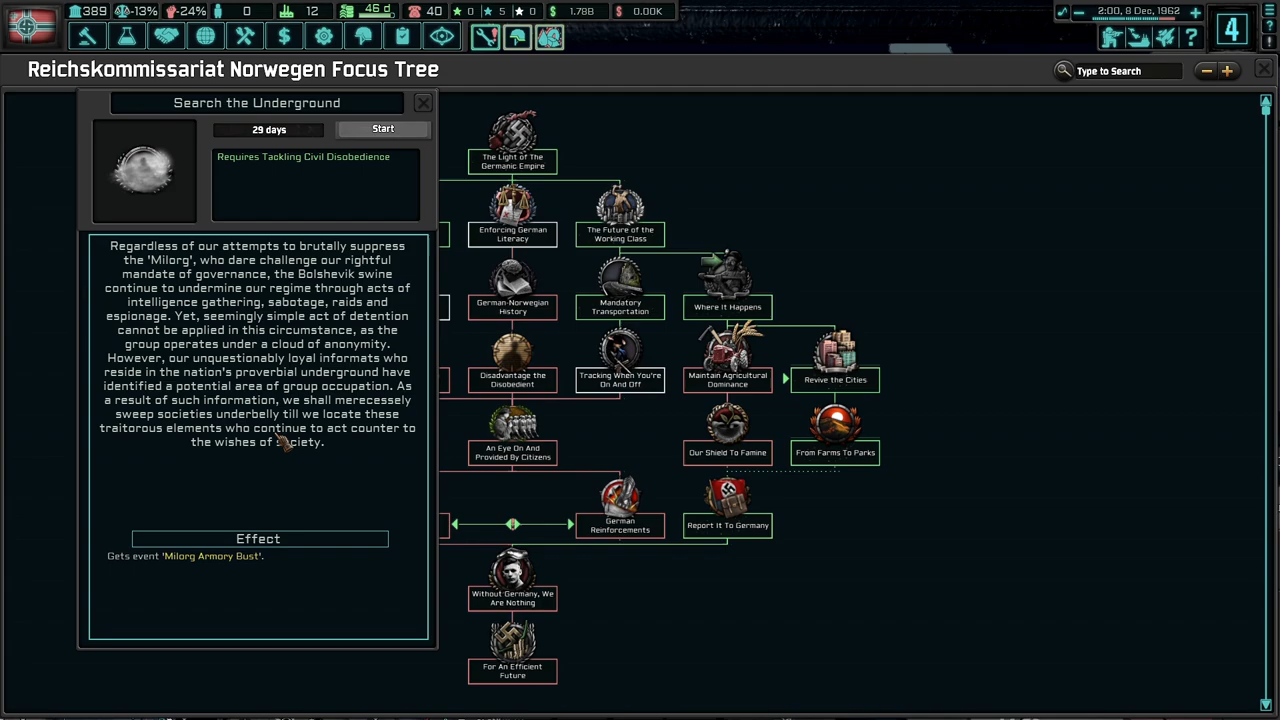 389 -13% -24% 0 12 46 d 40 0 5 0 $ 1.78B $ 0.00K
2:00, 8 Dec, 1962
4
Reichskommissariat Norwegen Focus Tree
Type to Search
Search the Underground
29 days
Start
Requires Tackling Civil Disobedience
Regardless of our attempts to brutally suppress
the 'Milorg', who dare challenge our rightful
mandate of governance, the Bolshevik swine
continue to undermine our regime through acts of
intelligence gathering, sabotage, raids and
espionage. Yet, seemingly simple act of detention
cannot be applied in this circumstance, as the
group operates under a cloud of anonymity.
However, our unquestionably loyal informats who
reside in the nation's proverbial underground have
identified a potential area of group occupation. As
a result of such information, we shall merecessely
sweep societies underbelly till we locate these
traitorous elements who continue to act counter to
the wishes of society.
Effect
Gets event 'Milorg Armory Bust'.
The Light of The
Germanic Empire
Enforcing German
Literacy
The Future of the
Working Class
German-Norwegian
History
Mandatory
Transportation
Where It Happens
Disadvantage the
Disobedient
Tracking When You're
On And Off
Maintain Agricultural
Dominance
Revive the Cities
An Eye On And
Provided By Citizens
Our Shield To Famine
From Farms To Parks
German
Reinforcements
Report It To Germany
Without Germany, We
Are Nothing
For An Efficient
Future